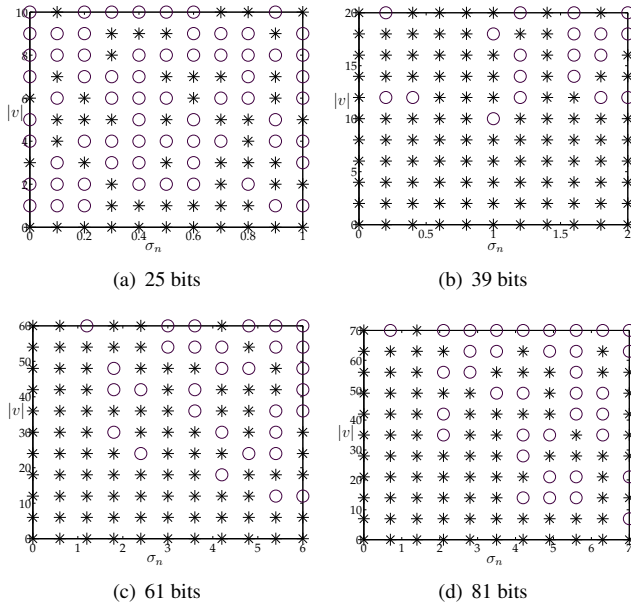 (a) (b)
10 8 6 4 2 0
|v|
0 0.2 0.4 0.6 0.8 1
σn
20 15 10 5 0
|v|
0 0.5 1 1.5 2
σn
(a) 25 bits
(b) 39 bits
(c) (d)
60 50 40 30 20 10 0
|v|
0 1 2 3 4 5 6
σn
70 60 50 40 30 20 10 0
|v|
0 1 2 3 4 5 7
σn
(c) 61 bits
(d) 81 bits